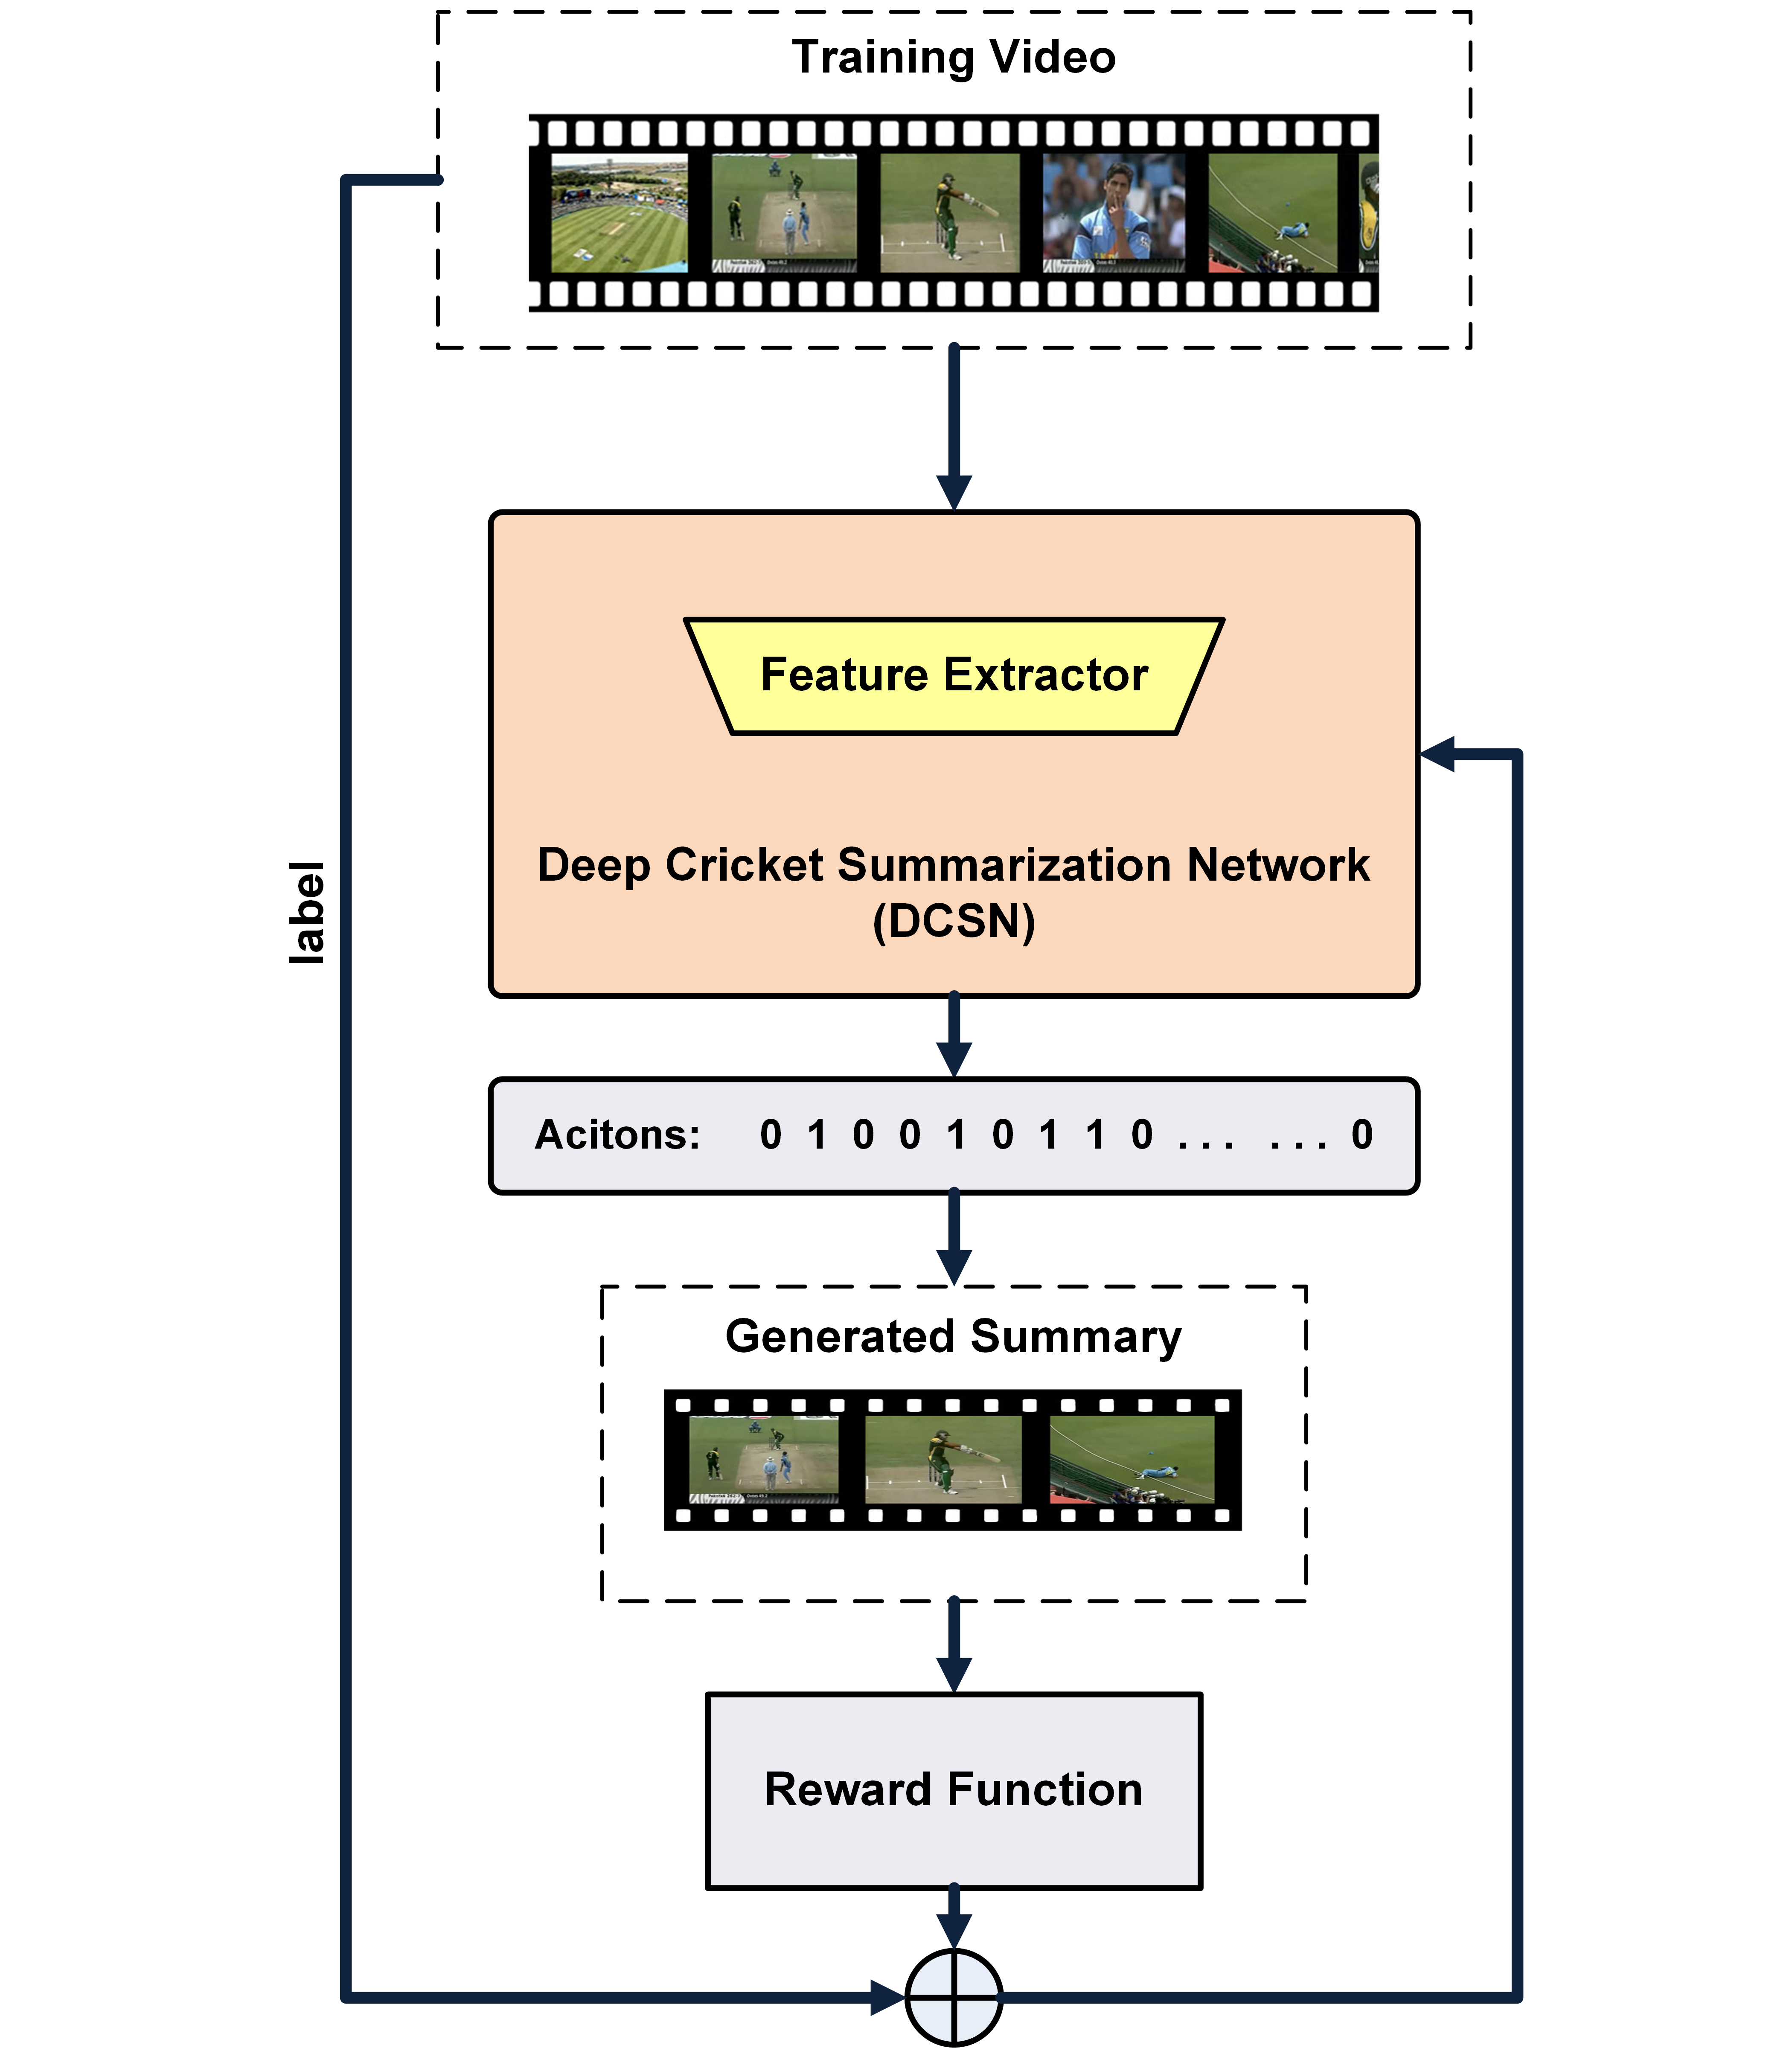 Training Video
Feature Extractor
Deep Cricket Summarization Network
(DCSN)
label
Acitons: 0 1 0 0 1 0 1 1 0 . . . . . . 0
Generated Summary
Reward Function